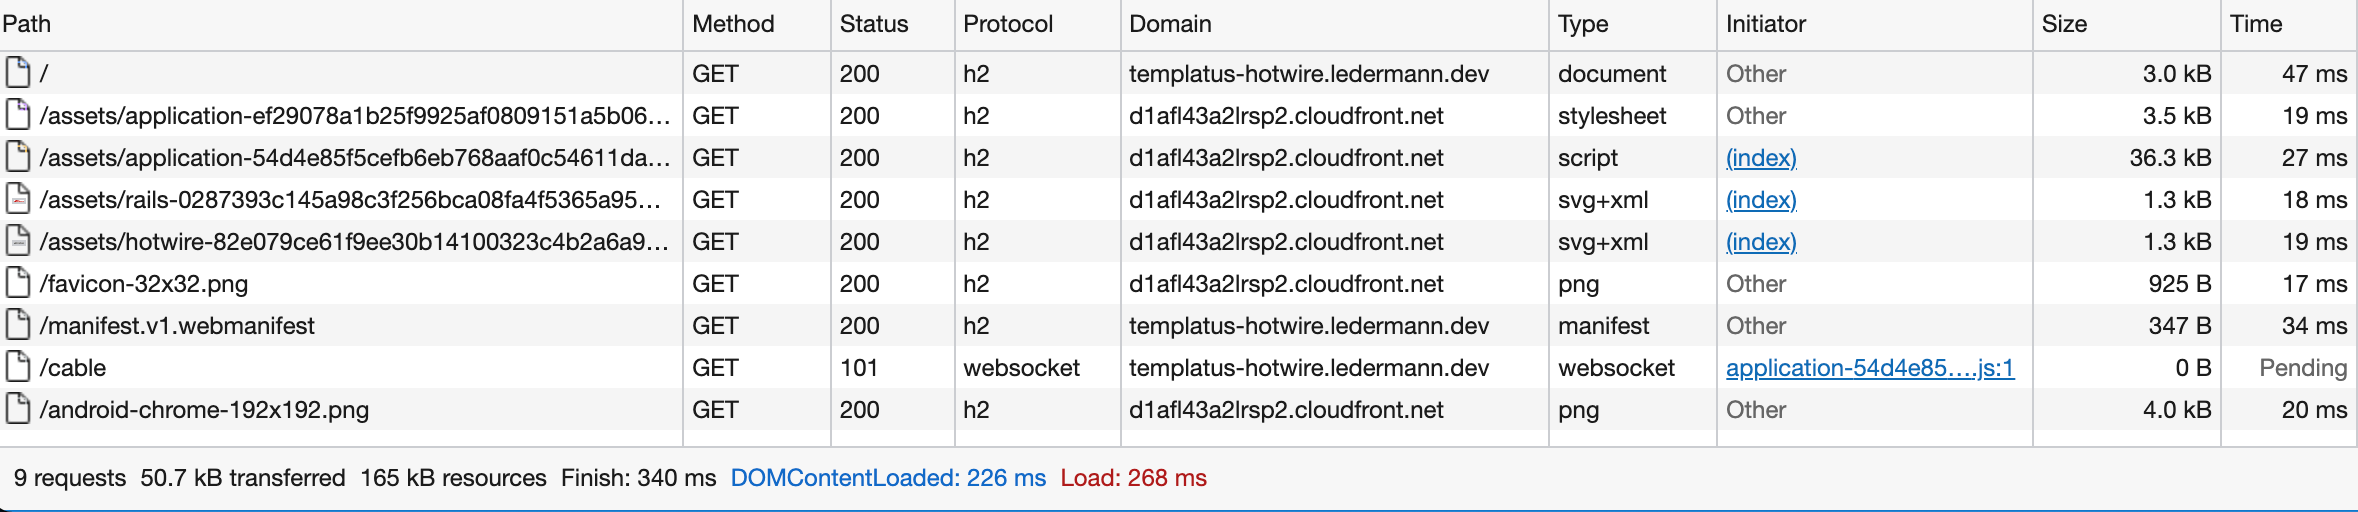 Path Method Status Protocol Domain Type Initiator Size Time
/ GET 200 h2 templatus-hotwire.ledermann.dev document Other 3.0 kB 47 ms
/assets/application-ef29078a1b25f9925af0809151a5b06… GET 200 h2 d1afl43a2lrsp2.cloudfront.net stylesheet Other 3.5 kB 19 ms
/assets/application-54d4e85f5cefb6eb768aaf0c54611da… GET 200 h2 d1afl43a2lrsp2.cloudfront.net script (index) 36.3 kB 27 ms
/assets/rails-0287393c145a98c3f256bca08fa4f5365a95… GET 200 h2 d1afl43a2lrsp2.cloudfront.net svg+xml (index) 1.3 kB 18 ms
/assets/hotwire-82e079ce61f9ee30b14100323c4b2a6a9… GET 200 h2 d1afl43a2lrsp2.cloudfront.net svg+xml (index) 1.3 kB 19 ms
/favicon-32x32.png GET 200 h2 d1afl43a2lrsp2.cloudfront.net png Other 925 B 17 ms
/manifest.v1.webmanifest GET 200 h2 templatus-hotwire.ledermann.dev manifest Other 347 B 34 ms
/cable GET 101 websocket templatus-hotwire.ledermann.dev websocket application-54d4e85….js:1 0 B Pending
/android-chrome-192x192.png GET 200 h2 d1afl43a2lrsp2.cloudfront.net png Other 4.0 kB 20 ms
9 requests 50.7 kB transferred 165 kB resources Finish: 340 ms DOMContentLoaded: 226 ms Load: 268 ms